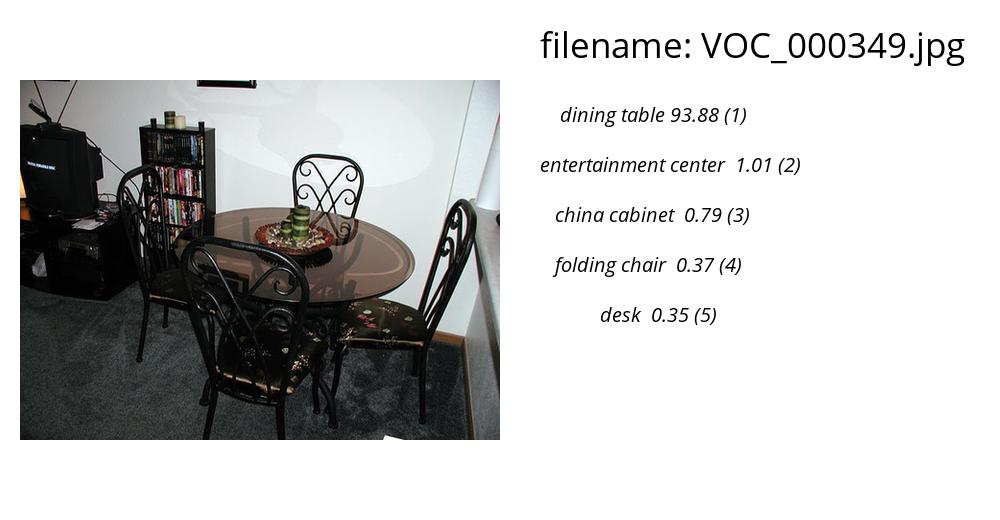 filename: VOC_000349.jpg
dining table 93.88 (1)
entertainment center 1.01 (2)
china cabinet 0.79 (3)
folding chair 0.37 (4)
desk 0.35 (5)